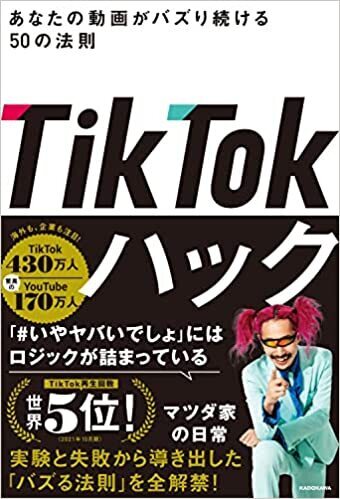 あなたの動画がバズり続ける
50の法則
TikTok
ハック
海外も、企業も注目!
TikTok
430万人
YouTube
170万人
「#いやヤバいでしょ」には
ロジックが詰まっている
TikTok再生回数
世界
5位!
(2021年10月期)
マツダ家
の日常
実験と失敗から導き出した
「バズる法則」を全解禁!
KADOKAWA